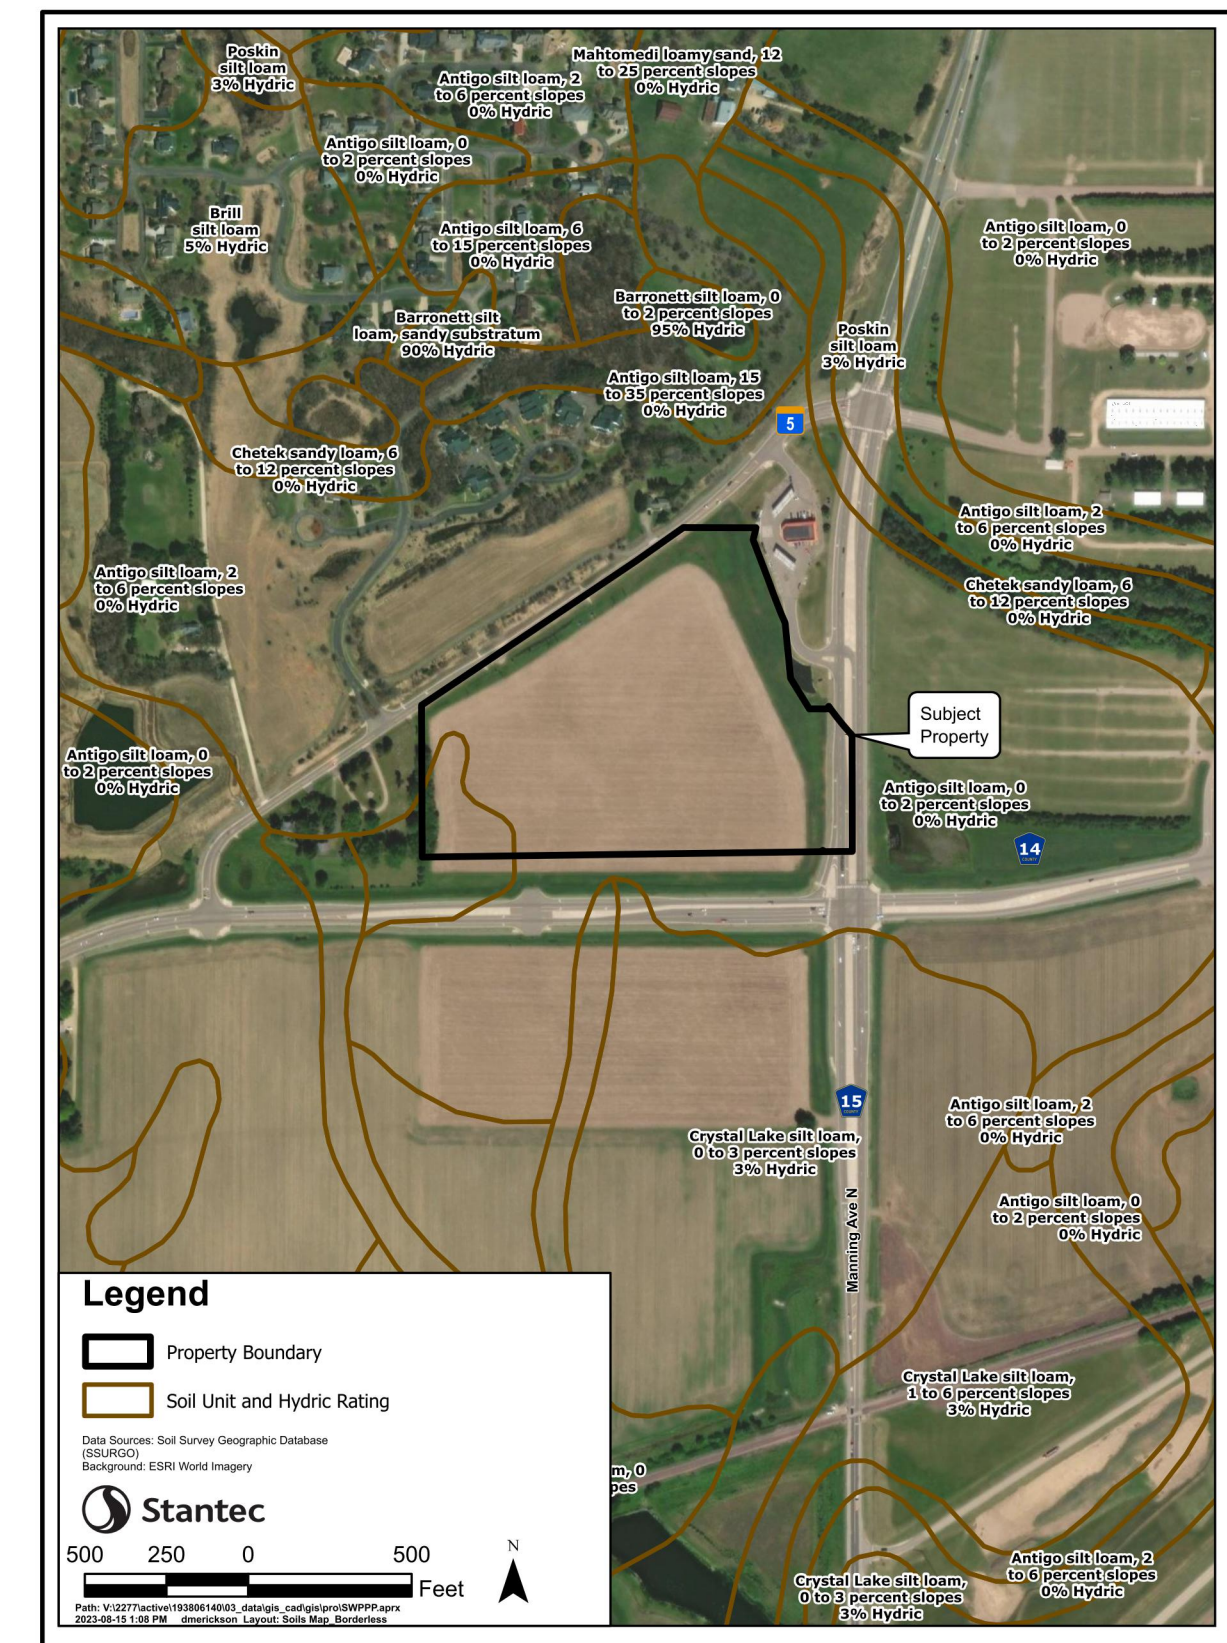 Poskin
silt loam
3% Hydric
Antigo silt loam, 2
to 6 percent slopes
0% Hydric
Mahtomedi loamy sand, 12
to 25 percent slopes
0% Hydric
Antigo silt loam, 0
to 2 percent slopes
0% Hydric
Brill
silt loam
5% Hydric
Antigo silt loam, 6
to 15 percent slopes
0% Hydric
Antigo silt loam, 0
to 2 percent slopes
0% Hydric
Barronett silt
loam, sandy substratum
90% Hydric
Barronett silt loam, 0
to 2 percent slopes
95% Hydric
Poskin
silt loam
3% Hydric
Antigo silt loam, 15
to 35 percent slopes
0% Hydric
5
Chetek sandy loam, 6
to 12 percent slopes
0% Hydric
Antigo silt loam, 2
to 6 percent slopes
0% Hydric
Antigo silt loam, 2
to 6 percent slopes
0% Hydric
Chetek sandy loam, 6
to 12 percent slopes
0% Hydric
Subject
Property
Antigo silt loam, 0
to 2 percent slopes
0% Hydric
Antigo silt loam, 0
to 2 percent slopes
0% Hydric
14
COUNTY
15
COUNTY
Antigo silt loam, 2
to 6 percent slopes
0% Hydric
Crystal Lake silt loam,
0 to 3 percent slopes
3% Hydric
Manning Ave N
Antigo silt loam, 0
to 2 percent slopes
0% Hydric
Crystal Lake silt loam,
1 to 6 percent slopes
3% Hydric
m, 0
pes
Antigo silt loam, 2
to 6 percent slopes
0% Hydric
Crystal Lake silt loam,
0 to 3 percent slopes
3% Hydric
Legend
Property Boundary
Soil Unit and Hydric Rating
Data Sources: Soil Survey Geographic Database
(SSURGO)
Background: ESRI World Imagery
Stantec
N
500 250 0 500
Feet
Path: V:\2277\active\193806140\03_data\gis_cad\gis\pro\SWPPP.aprx
2023-08-15 1:08 PM dmerickson Layout: Soils Map_Borderless